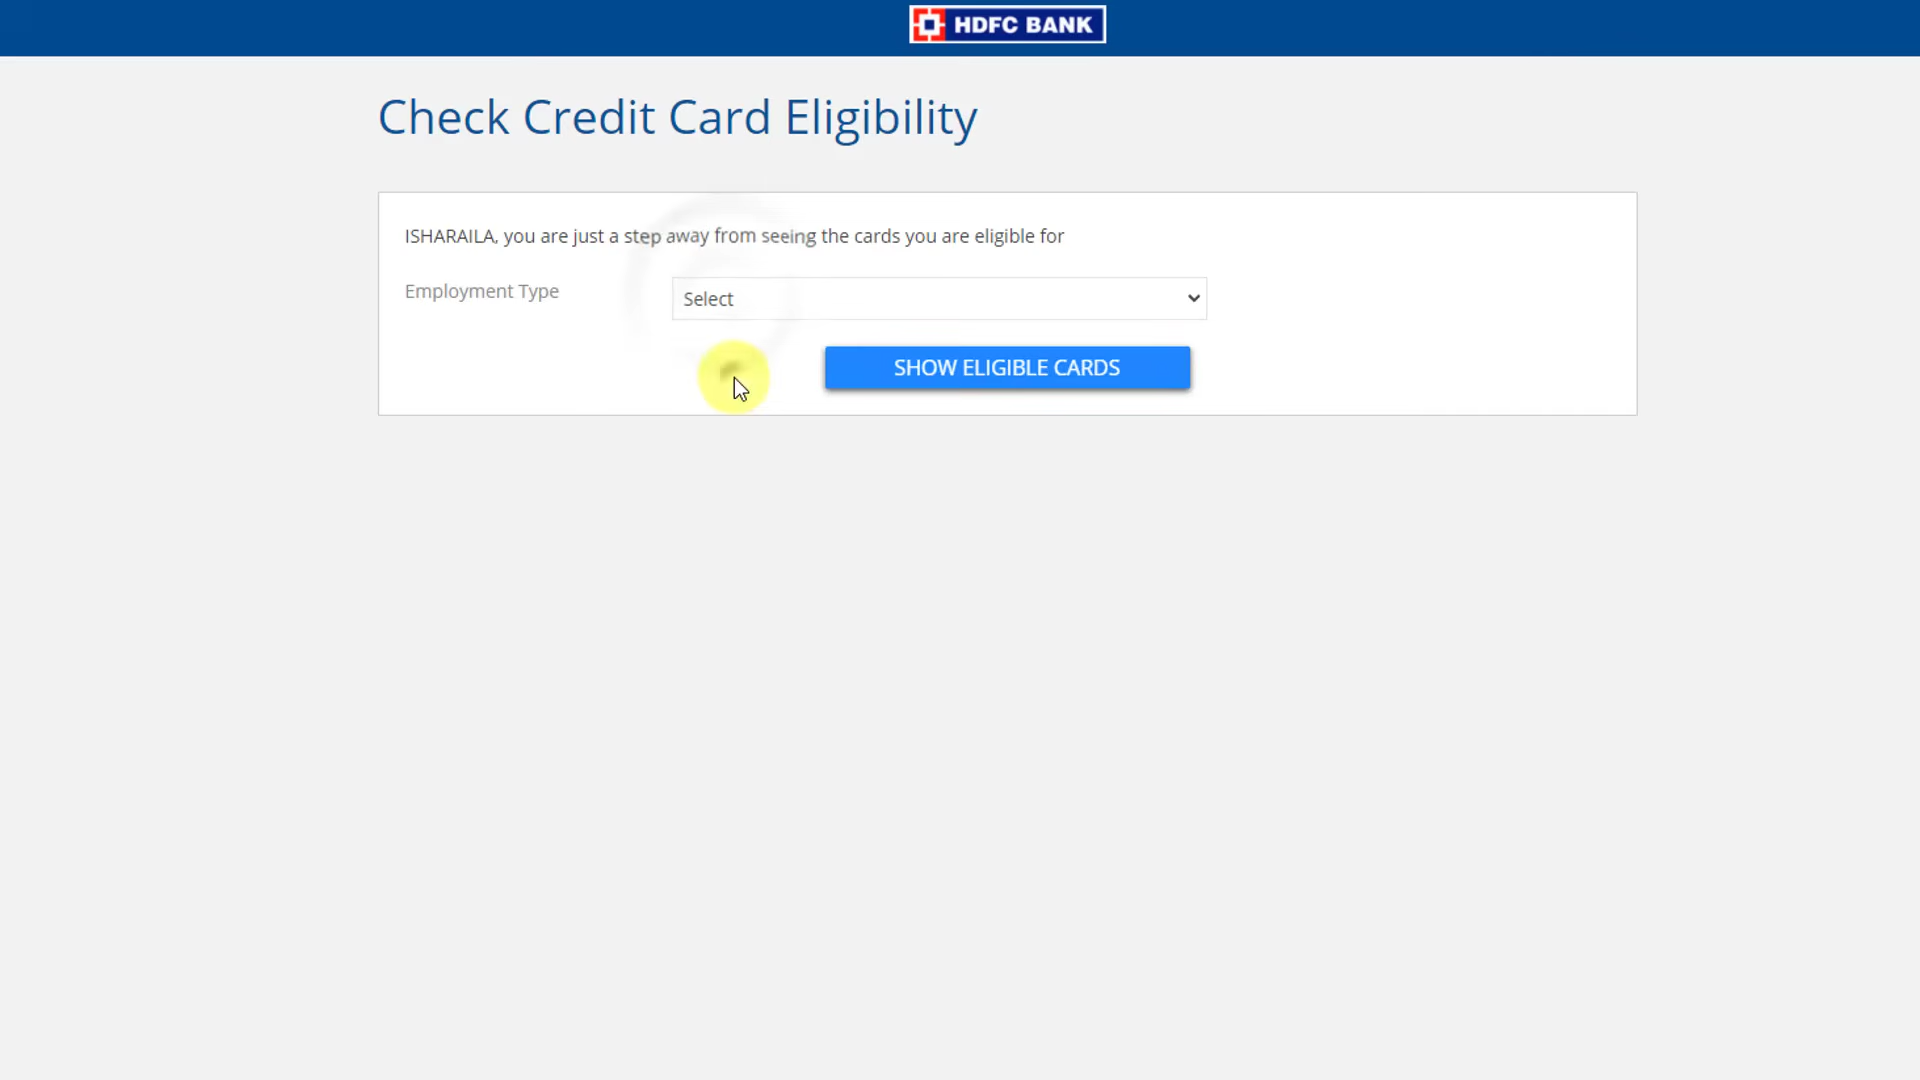 HDFC BANK
Check Credit Card Eligibility
ISHARAILA, you are just a step away from seeing the cards you are eligible for
Employment Type
Select
SHOW ELIGIBLE CARDS